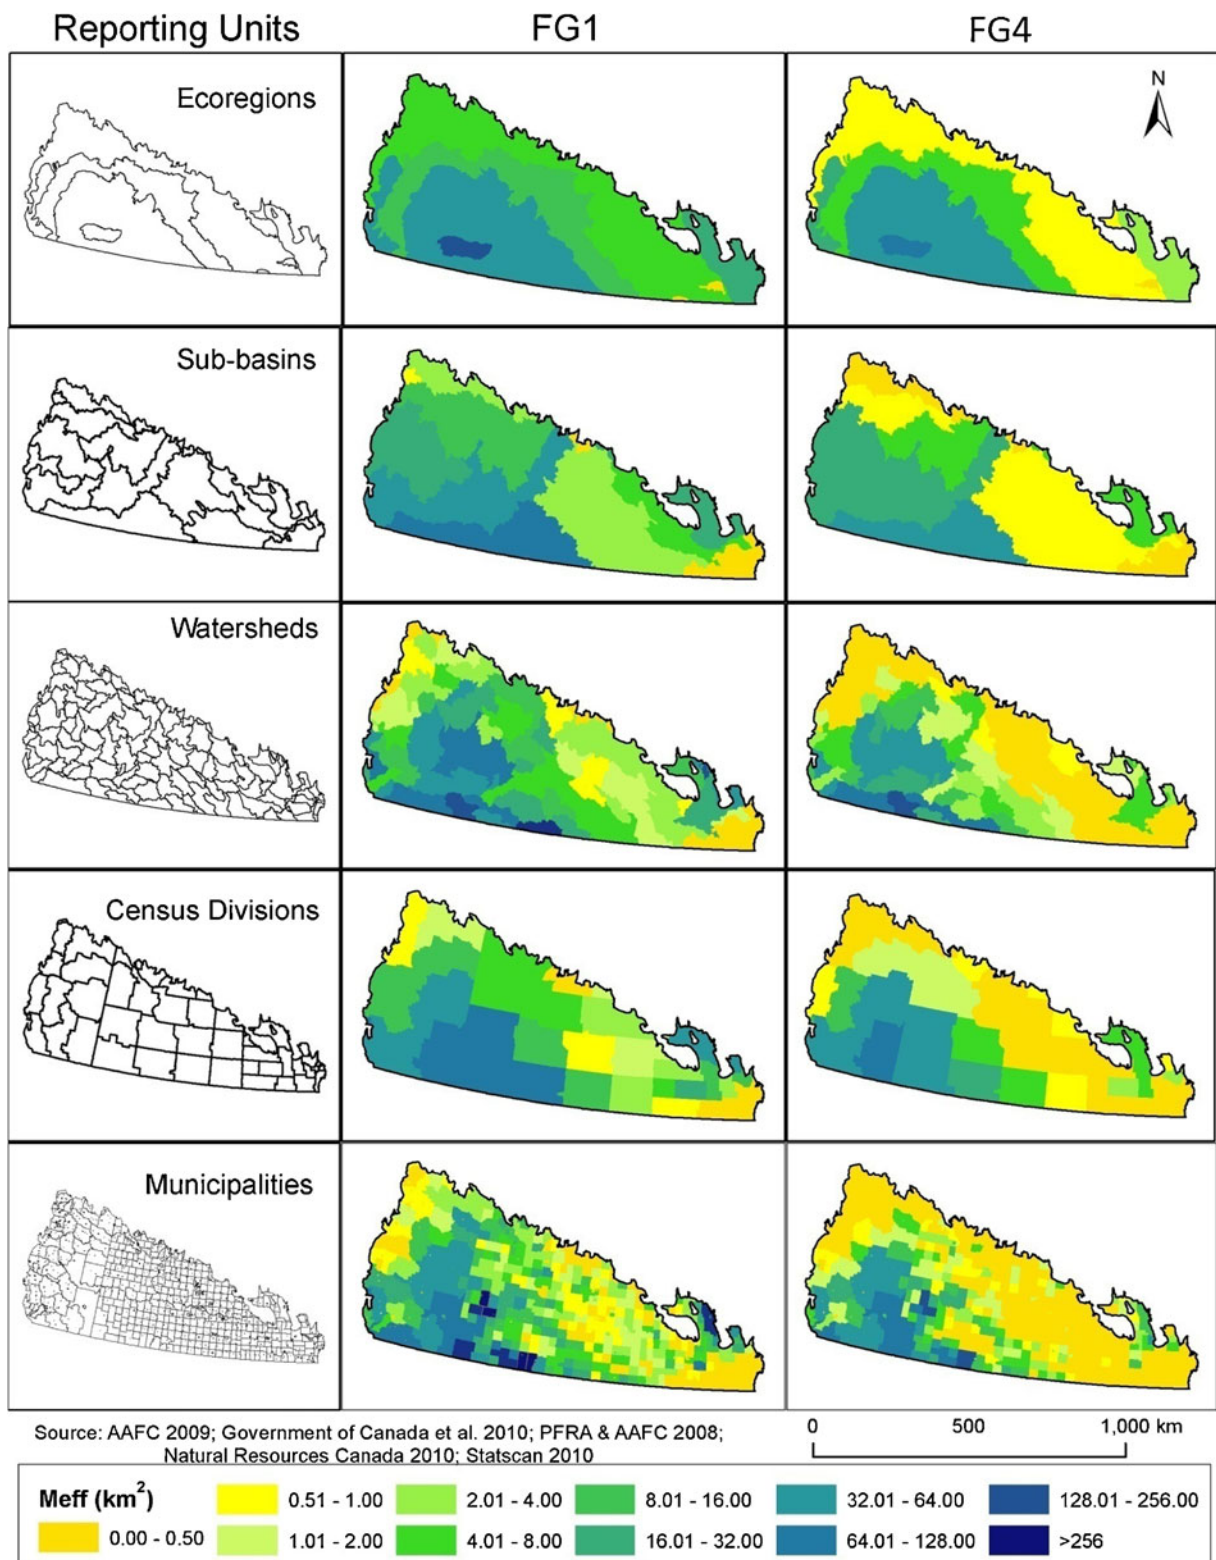 Reporting Units FG1 FG4
Ecoregions
N
Sub-basins
Watersheds
Census Divisions
Municipalities
Source: AAFC 2009; Government of Canada et al. 2010; PFRA & AAFC 2008;
Natural Resources Canada 2010; Statscan 2010
0 500 1,000 km
Meff (km²)
0.00 - 0.50
0.51 - 1.00
1.01 - 2.00
2.01 - 4.00
4.01 - 8.00
8.01 - 16.00
16.01 - 32.00
32.01 - 64.00
64.01 - 128.00
128.01 - 256.00
>256